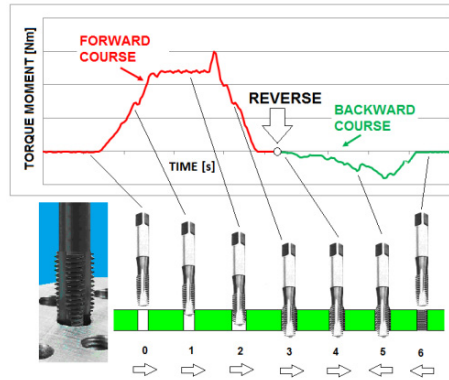 TORQUE MOMENT [Nm]
FORWARD
COURSE
REVERSE
BACKWARD
COURSE
TIME [s]
0 1 2 3 4 5 6